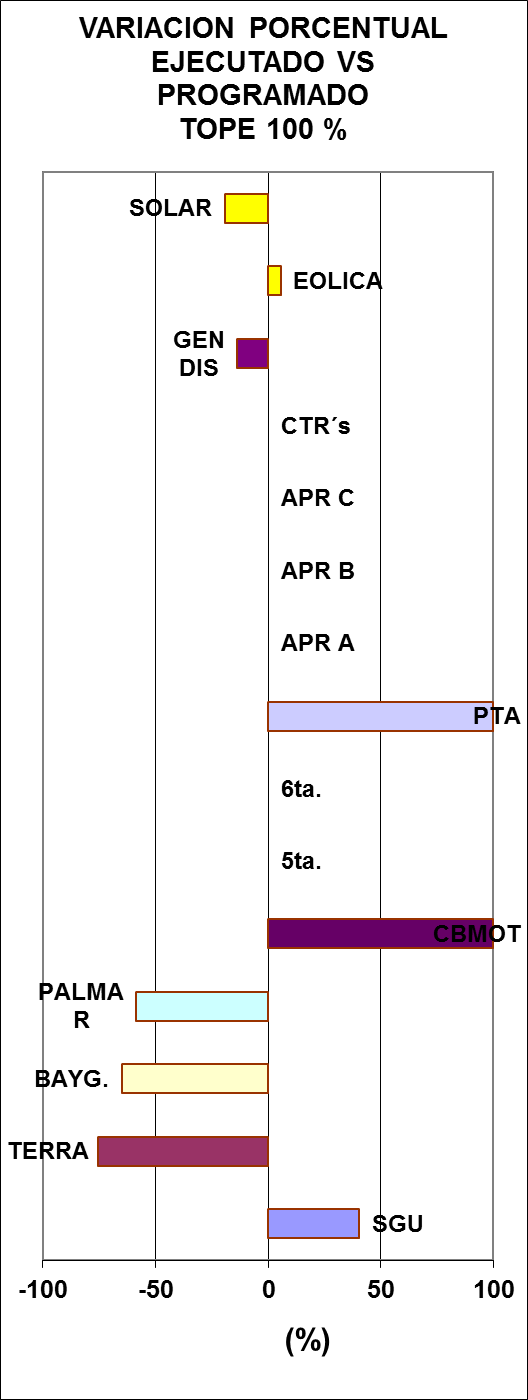 VARIACION PORCENTUAL
EJECUTADO VS
PROGRAMADO
TOPE 100 %
SOLAR
EOLICA
GEN
DIS
CTR´s
APR C
APR B
APR A
PTA
6ta.
5ta.
CBMOT
PALMA
R
BAYG.
TERRA
SGU
-100 -50 0 50 100
(%)